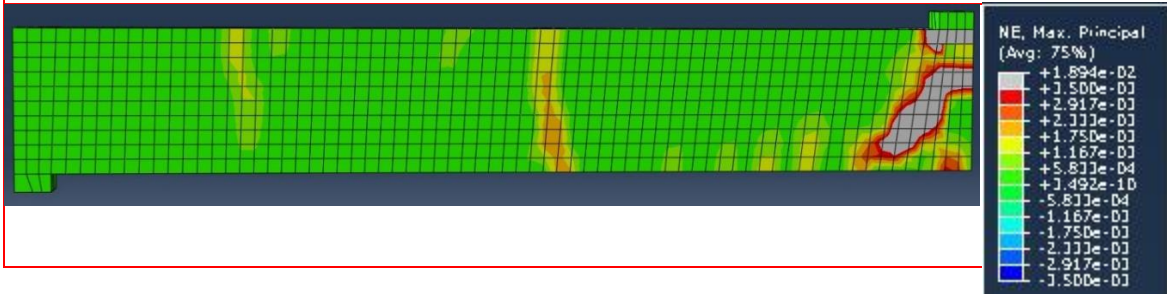 NE, Max. Principal
(Avg: 75%)
+1.894e-02
+3.500e-03
+2.917e-03
+2.333e-03
+1.750e-03
+1.167e-03
+5.833e-04
+3.492e-10
-5.833e-04
-1.167e-03
-1.750e-03
-2.333e-03
-2.917e-03
-3.500e-03